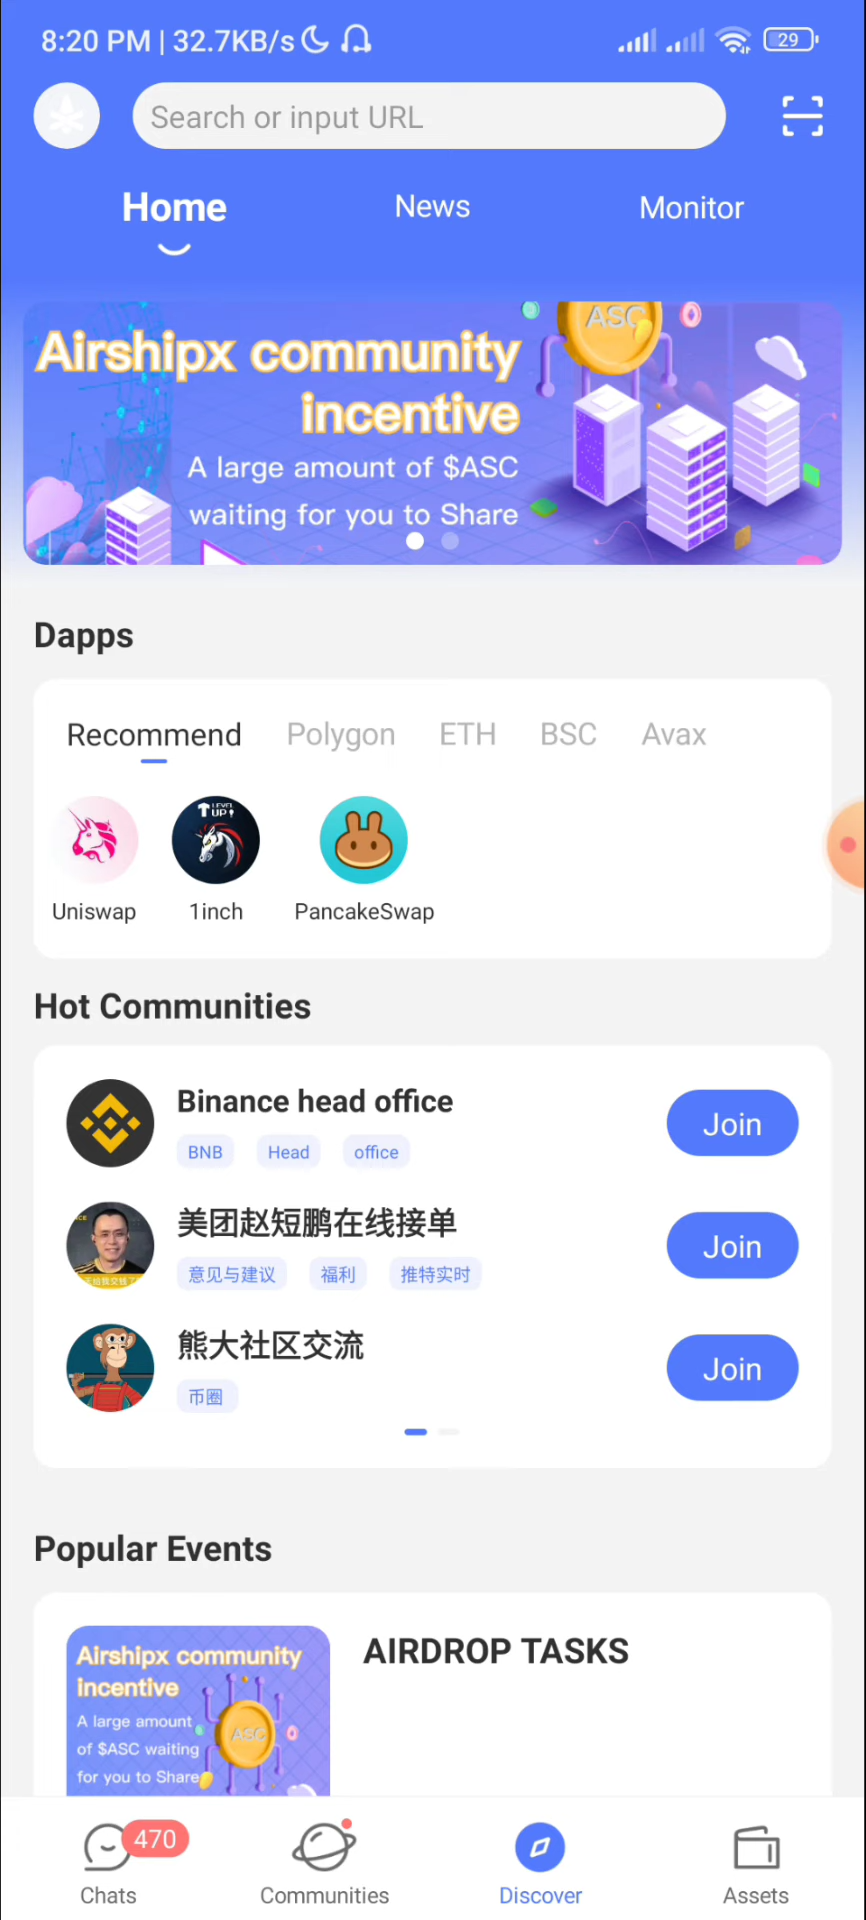 8:20 PM | 32.7KB/s
29
Search or input URL
Home
News
Monitor
ASC
Airshipx community
incentive
A large amount of $ASC
waiting for you to Share
Dapps
Recommend
Polygon
ETH
BSC
Avax
LEVEL
UP
Uniswap
1inch
PancakeSwap
Hot Communities
Binance head office
BNB
Head
office
Join
美团赵短鹏在线接单
意见与建议
福利
推特实时
Join
熊大社区交流
币圈
Join
Popular Events
Airshipx community
incentive
A large amount
of $ASC waiting
for you to Share
ASC
AIRDROP TASKS
470
Chats
Communities
Discover
Assets